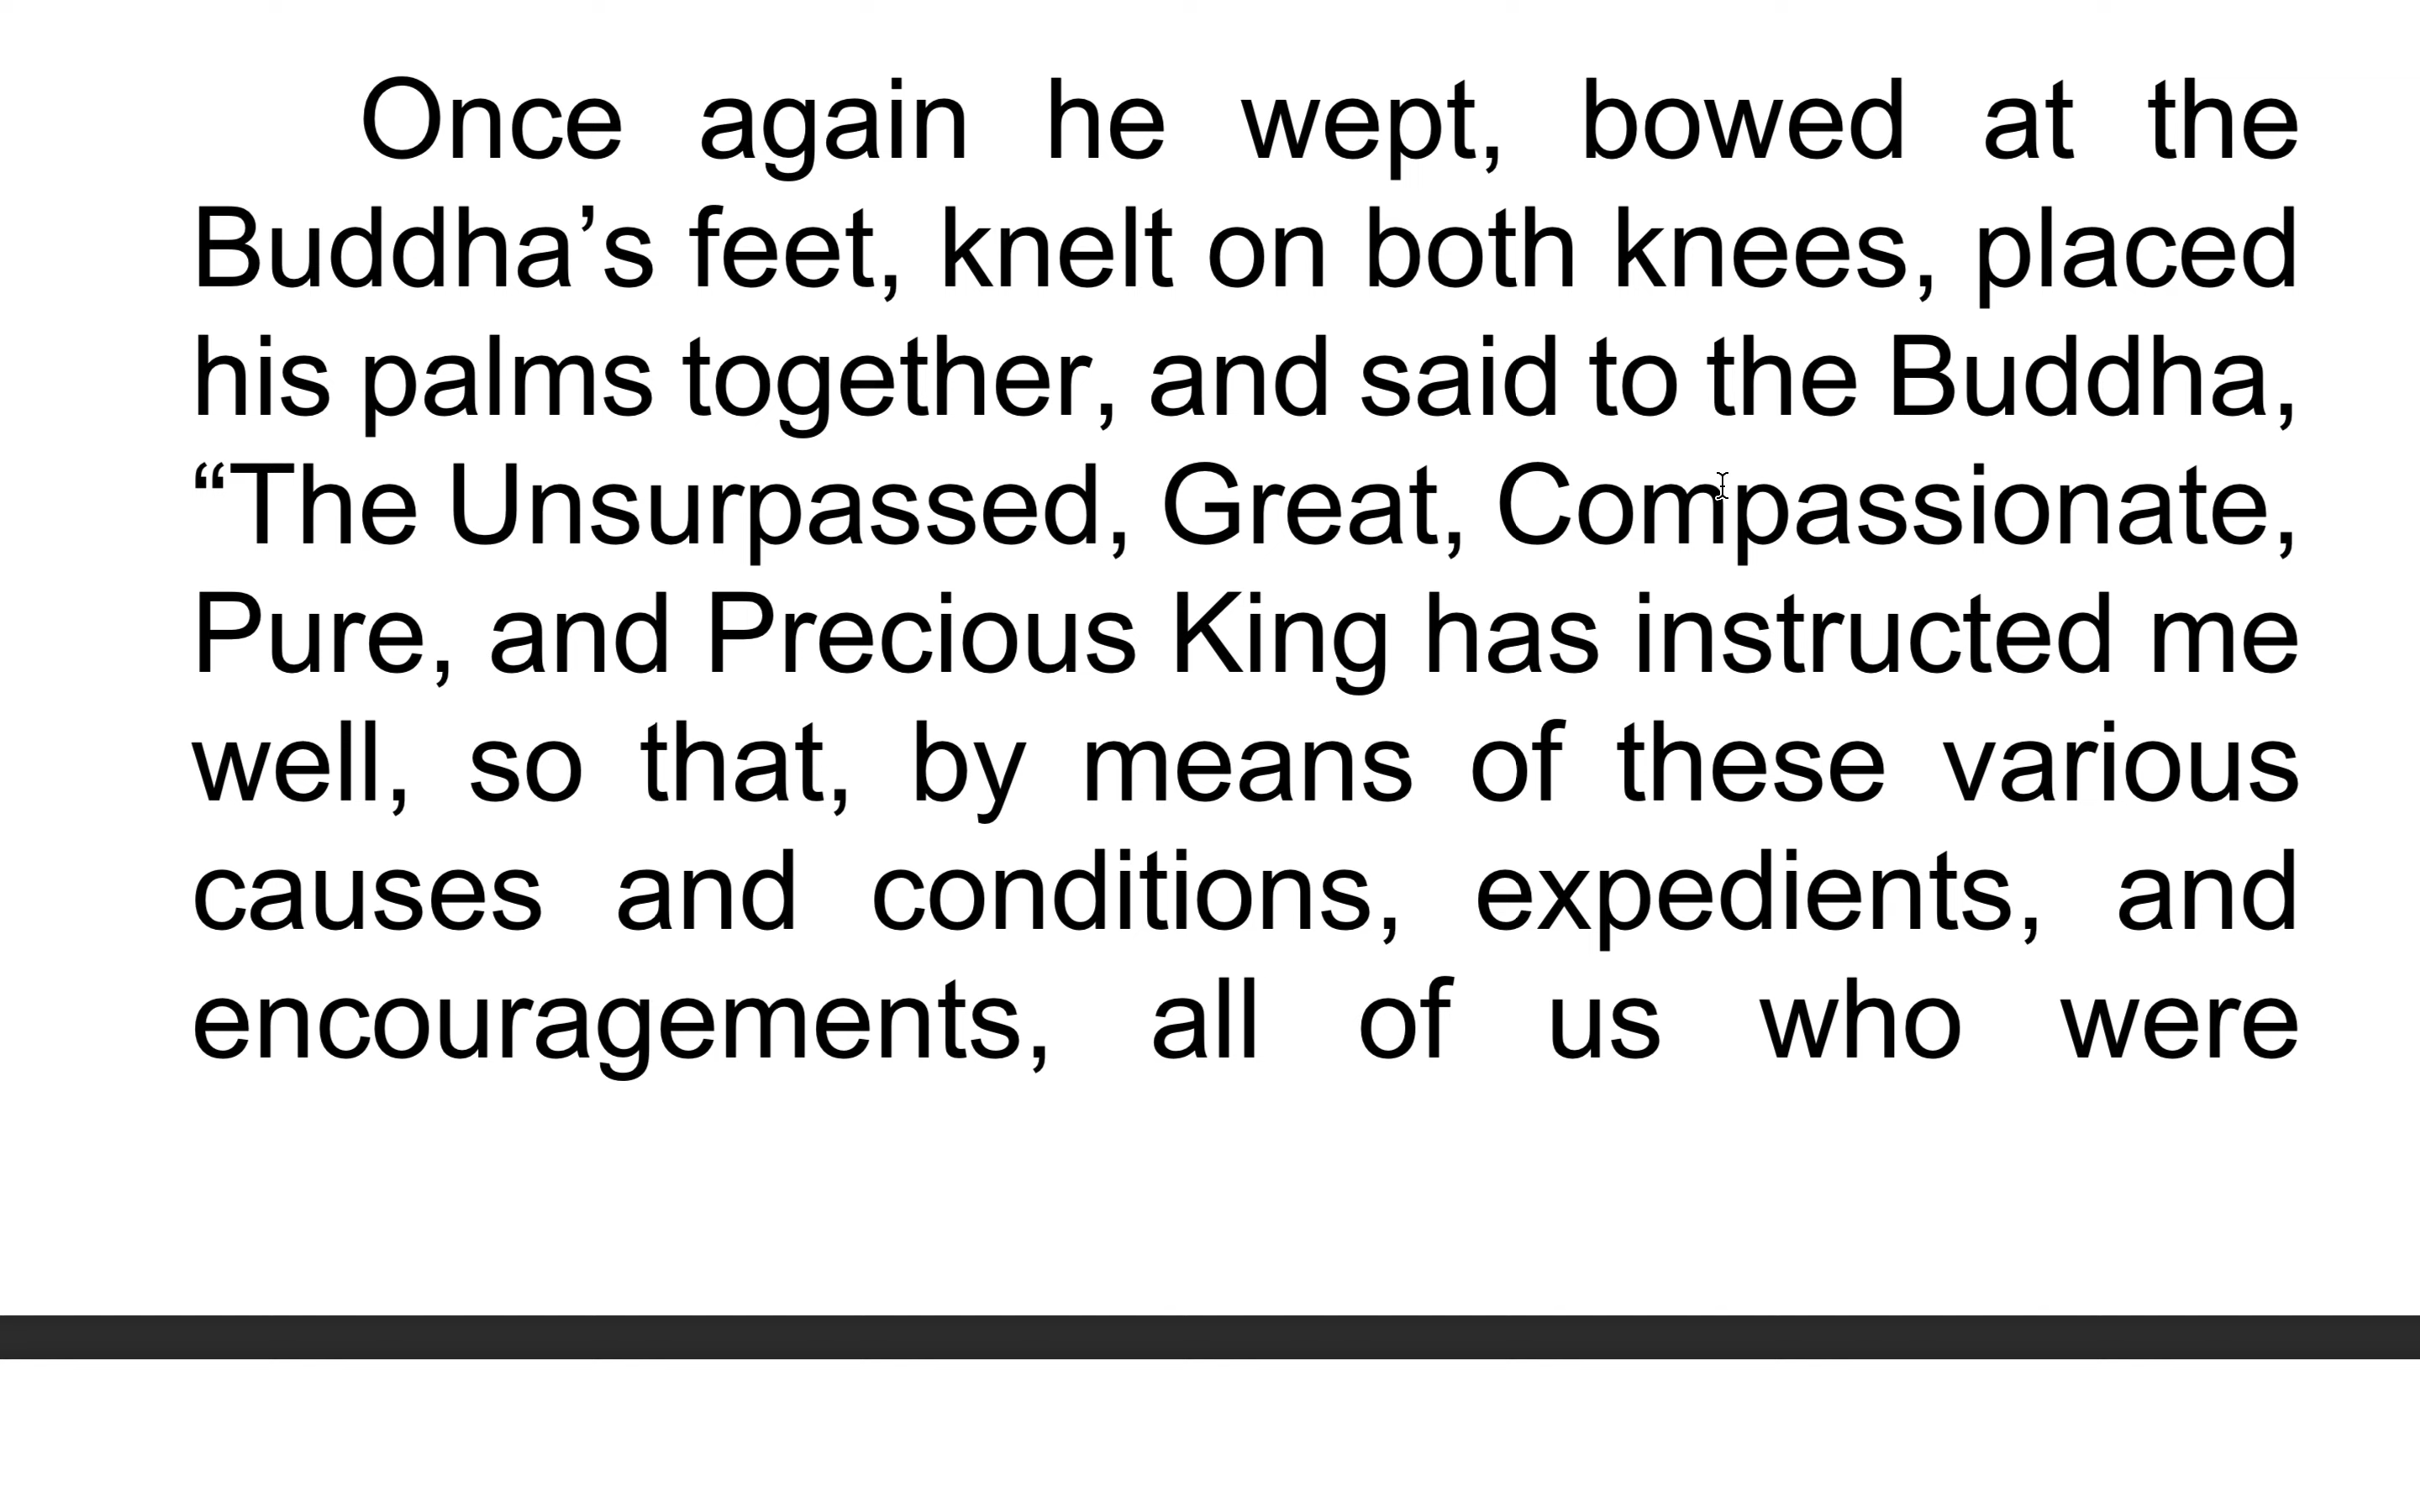 Once again he wept, bowed at the
Buddha’s feet, knelt on both knees, placed
his palms together, and said to the Buddha,
“The Unsurpassed, Great, Compassionate,
Pure, and Precious King has instructed me
well, so that, by means of these various
causes and conditions, expedients, and
encouragements, all of us who were